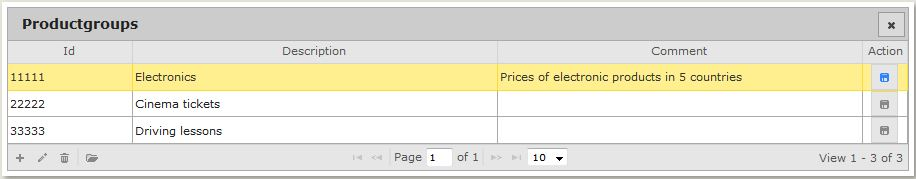 Productgroups
Id Description Comment Action
11111 Electronics Prices of electronic products in 5 countries
22222 Cinema tickets
33333 Driving lessons
Page 1 of 1 10 View 1 - 3 of 3